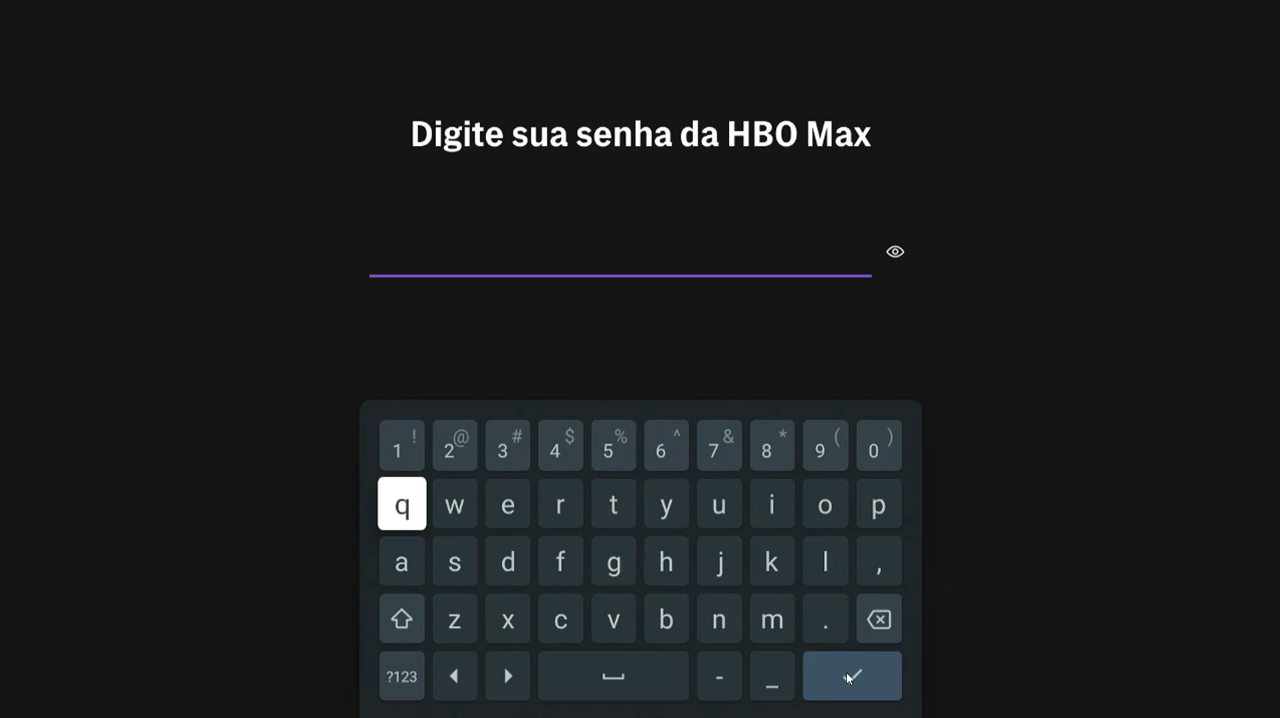 Digite sua senha da HBO Max
1 ! 2 @ 3 # 4 $ 5 % 6 ^ 7 & 8 * 9 ( 0 )
q w e r t y u i o p
a s d f g h j k l ,
z x c v b n m .
?123 - _